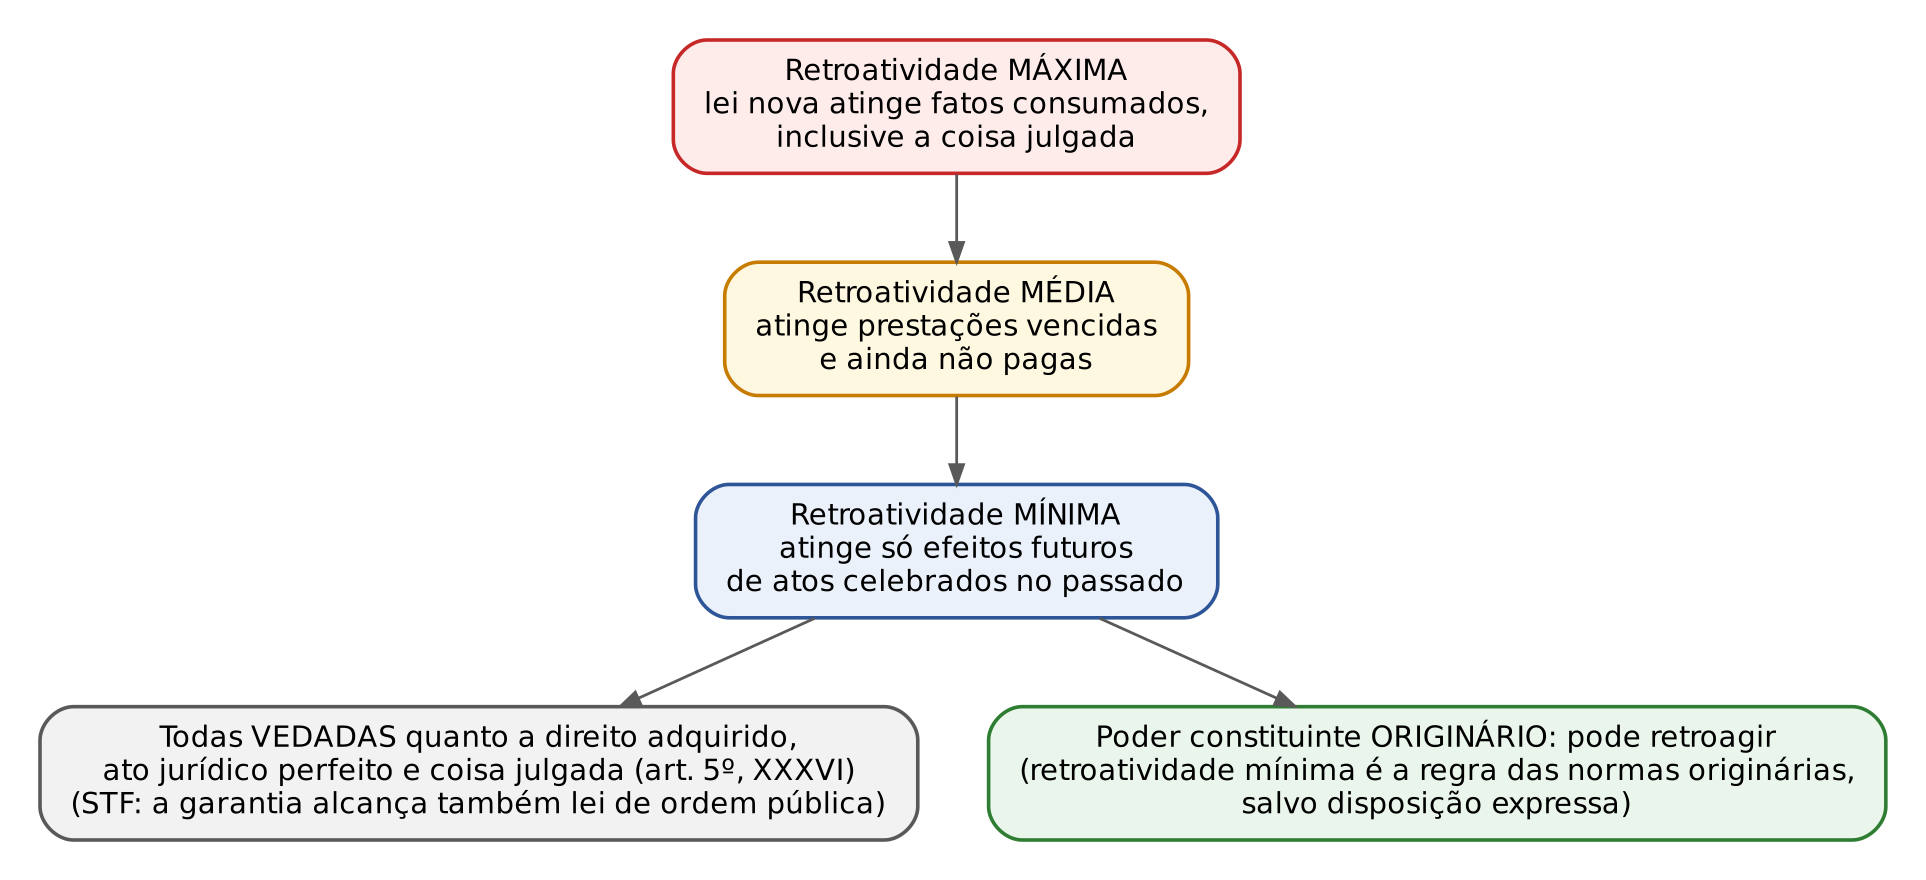 Retroatividade MÁXIMA
lei nova atinge fatos consumados,
inclusive a coisa julgada
Retroatividade MÉDIA
atinge prestações vencidas
e ainda não pagas
Retroatividade MÍNIMA
atinge só efeitos futuros
de atos celebrados no passado
Todas VEDADAS quanto a direito adquirido,
ato jurídico perfeito e coisa julgada (art. 5º, XXXVI)
(STF: a garantia alcança também lei de ordem pública)
Poder constituinte ORIGINÁRIO: pode retroagir
(retroatividade mínima é a regra das normas originárias,
salvo disposição expressa)